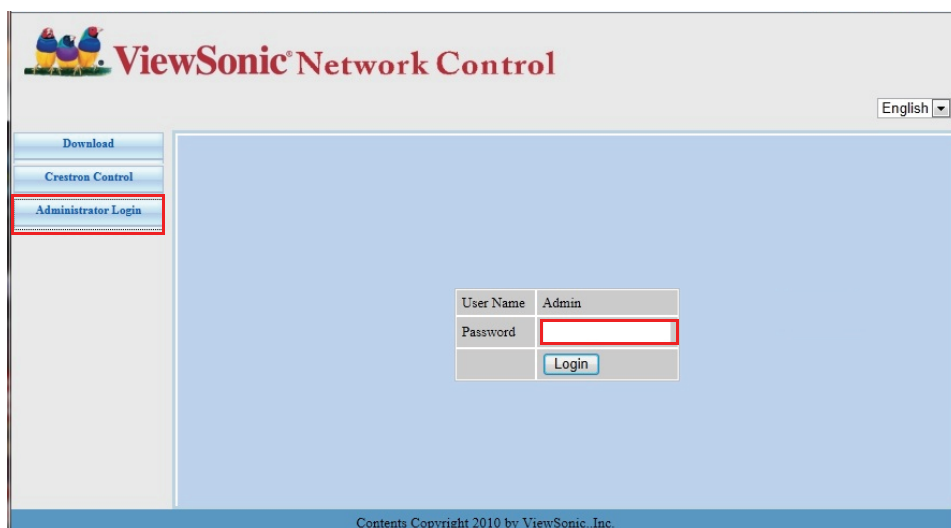 ViewSonic® Network Control
English
Download
Crestron Control
Administrator Login
User Name Admin
Password
Login
Contents Copyright 2010 by ViewSonic.,Inc.